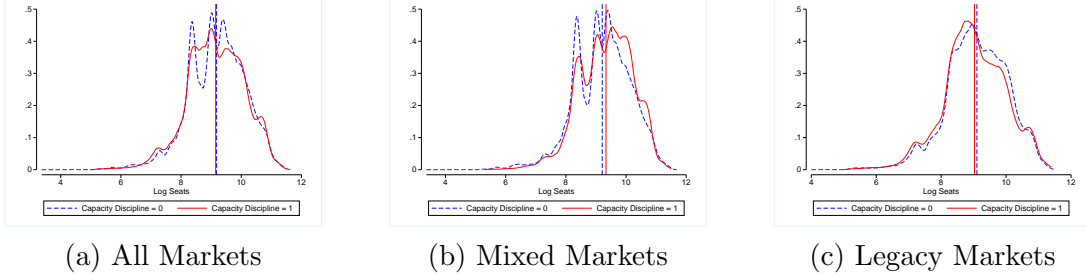 .5
.4
.3
.2
.1
0
4 6 8 10 12
Log Seats
Capacity Discipline = 0 Capacity Discipline = 1
(a) All Markets
.5
.4
.3
.2
.1
0
4 6 8 10 12
Log Seats
Capacity Discipline = 0 Capacity Discipline = 1
(b) Mixed Markets
.5
.4
.3
.2
.1
0
4 6 8 10 12
Log Seats
Capacity Discipline = 0 Capacity Discipline = 1
(c) Legacy Markets